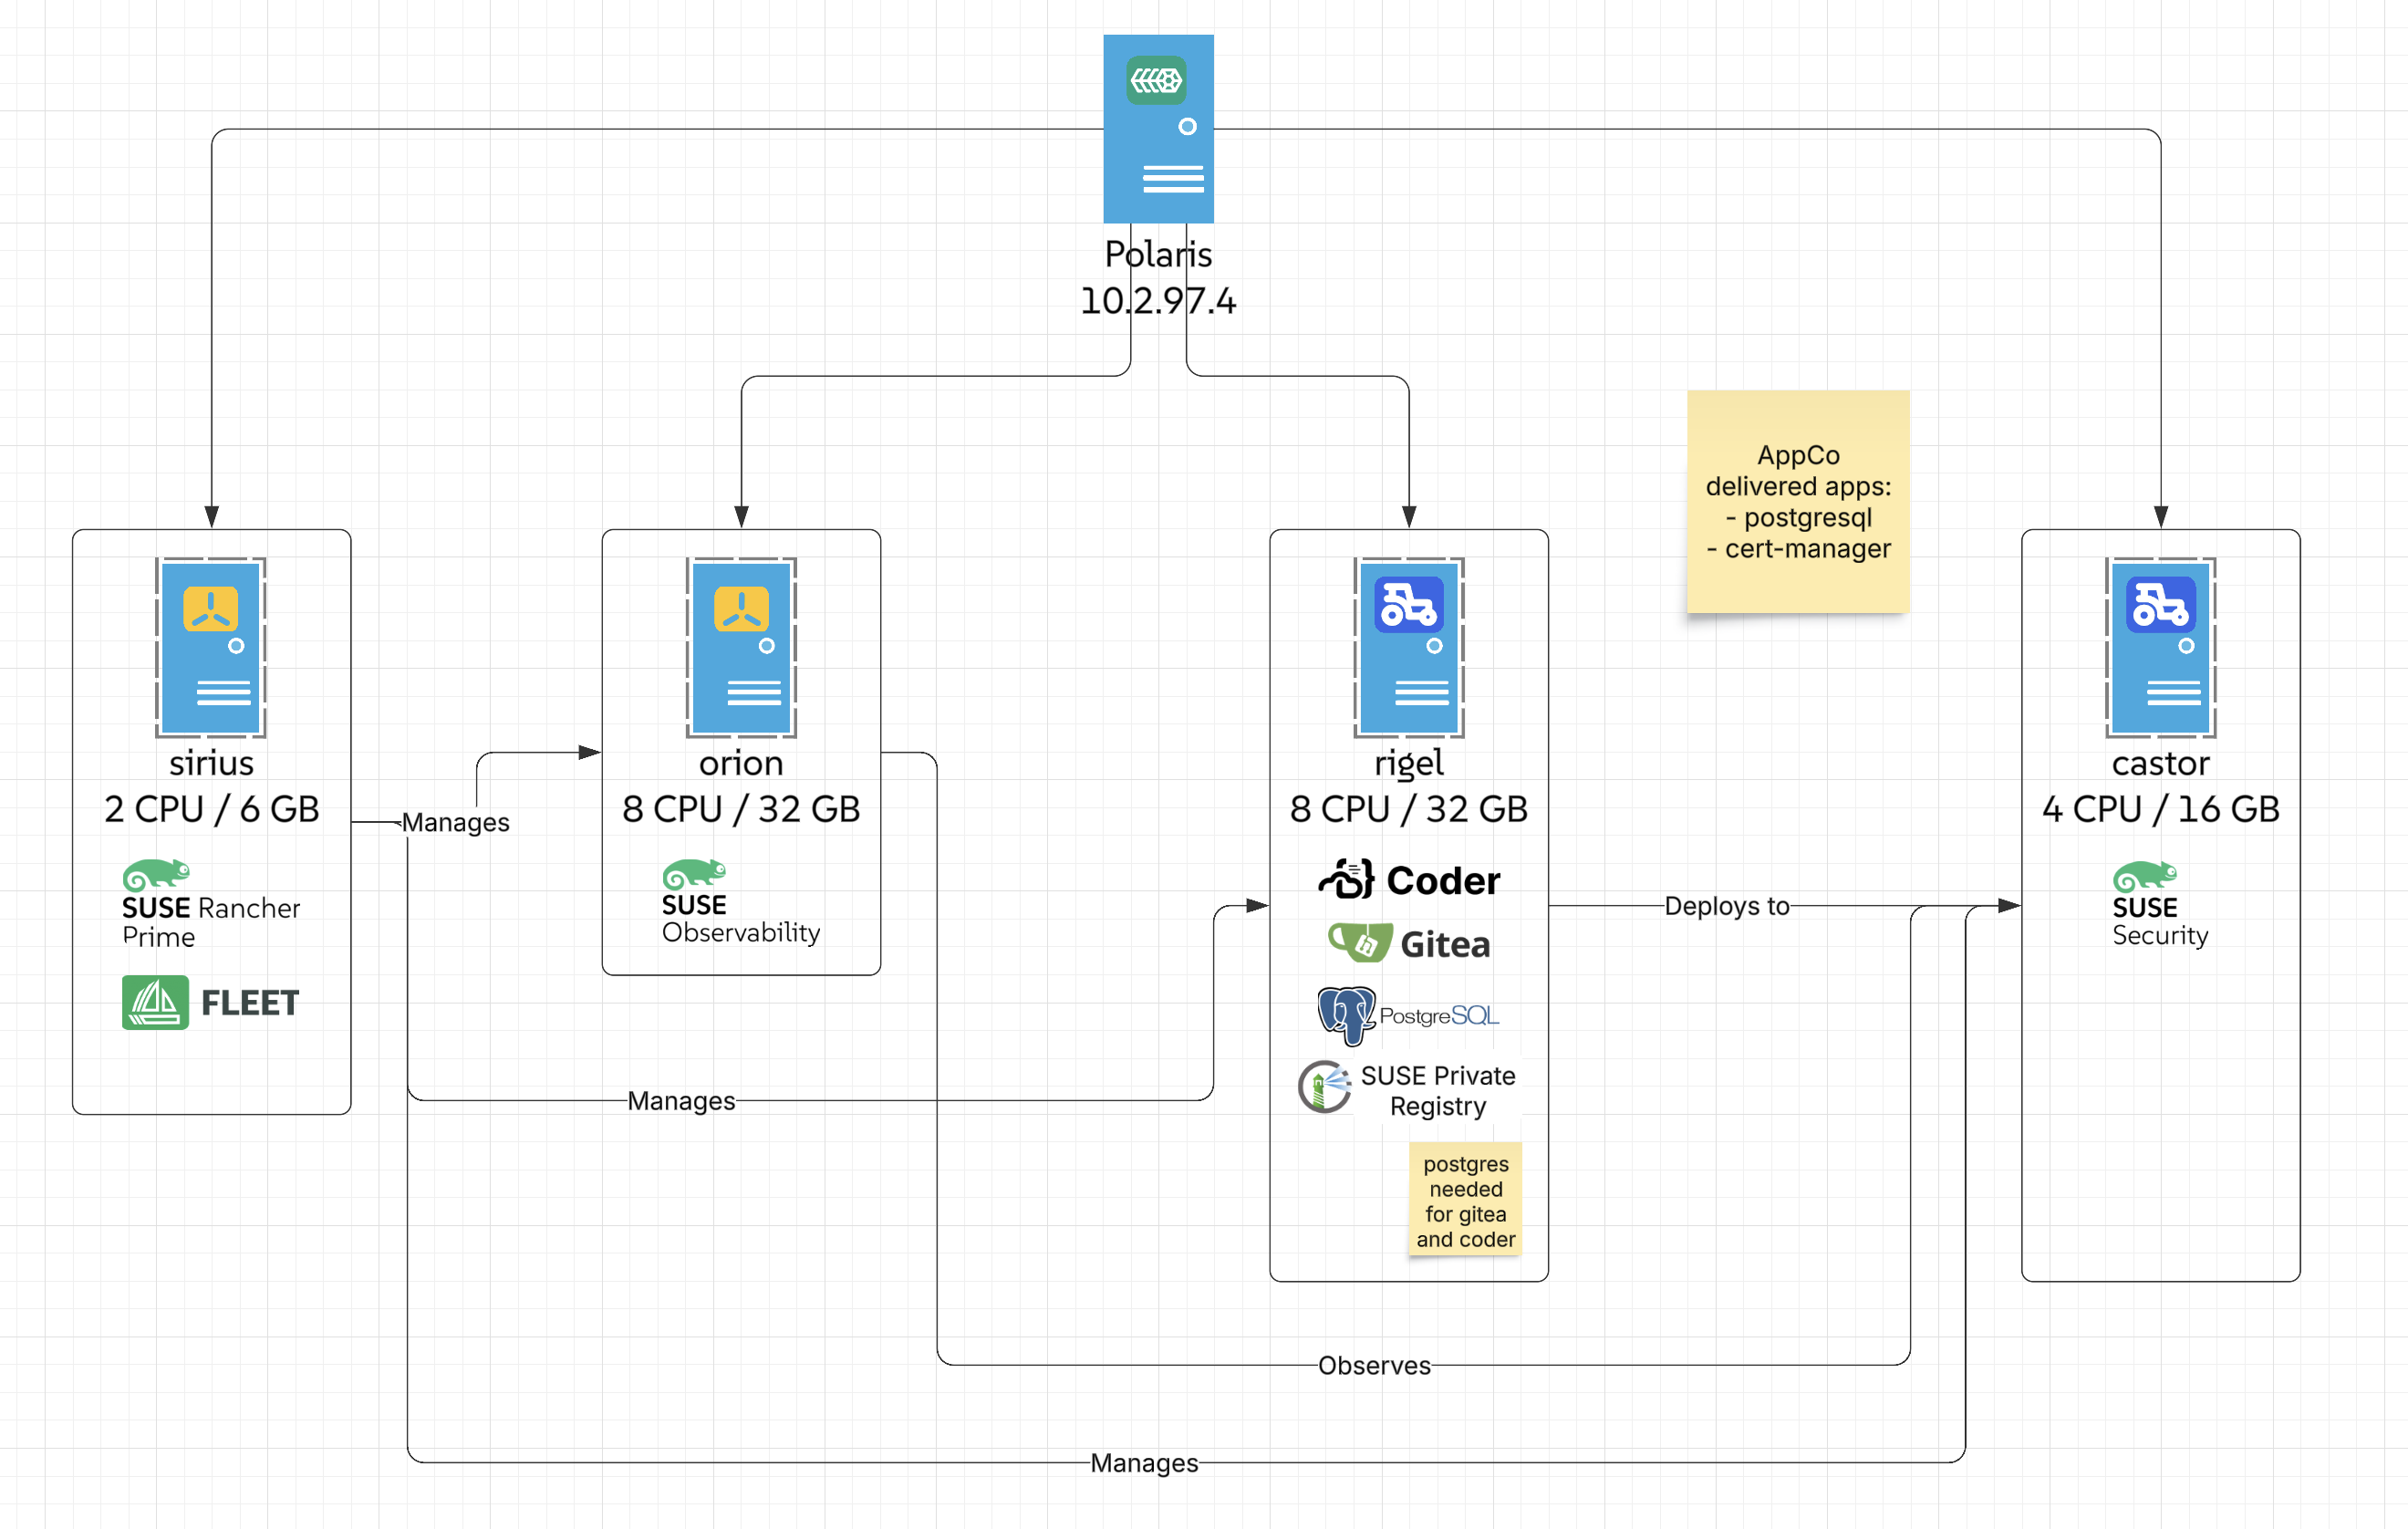 Polaris
10.2.97.4
AppCo
delivered apps:
- postgresql
- cert-manager
sirius
2 CPU / 6 GB
SUSE Rancher
Prime
FLEET
Manages
orion
8 CPU / 32 GB
SUSE
Observability
rigel
8 CPU / 32 GB
Coder
Gitea
PostgreSQL
SUSE Private
Registry
postgres
needed
for gitea
and coder
Deploys to
castor
4 CPU / 16 GB
SUSE
Security
Manages
Observes
Manages